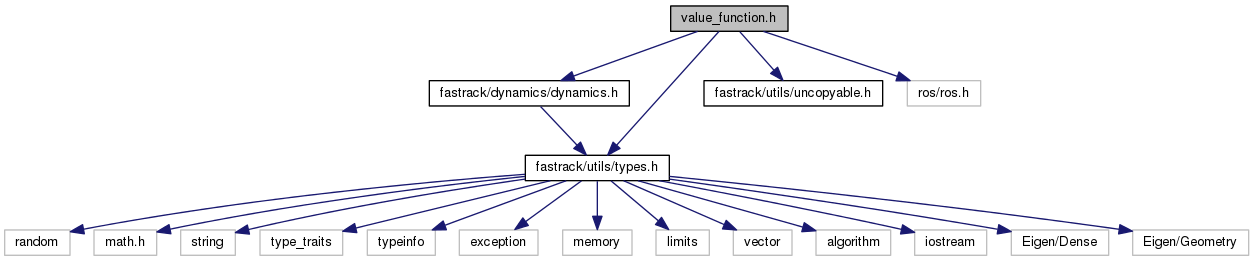 value_function.h
fastrack/dynamics/dynamics.h
fastrack/utils/uncopyable.h
ros/ros.h
fastrack/utils/types.h
random
math.h
string
type_traits
typeinfo
exception
memory
limits
vector
algorithm
iostream
Eigen/Dense
Eigen/Geometry